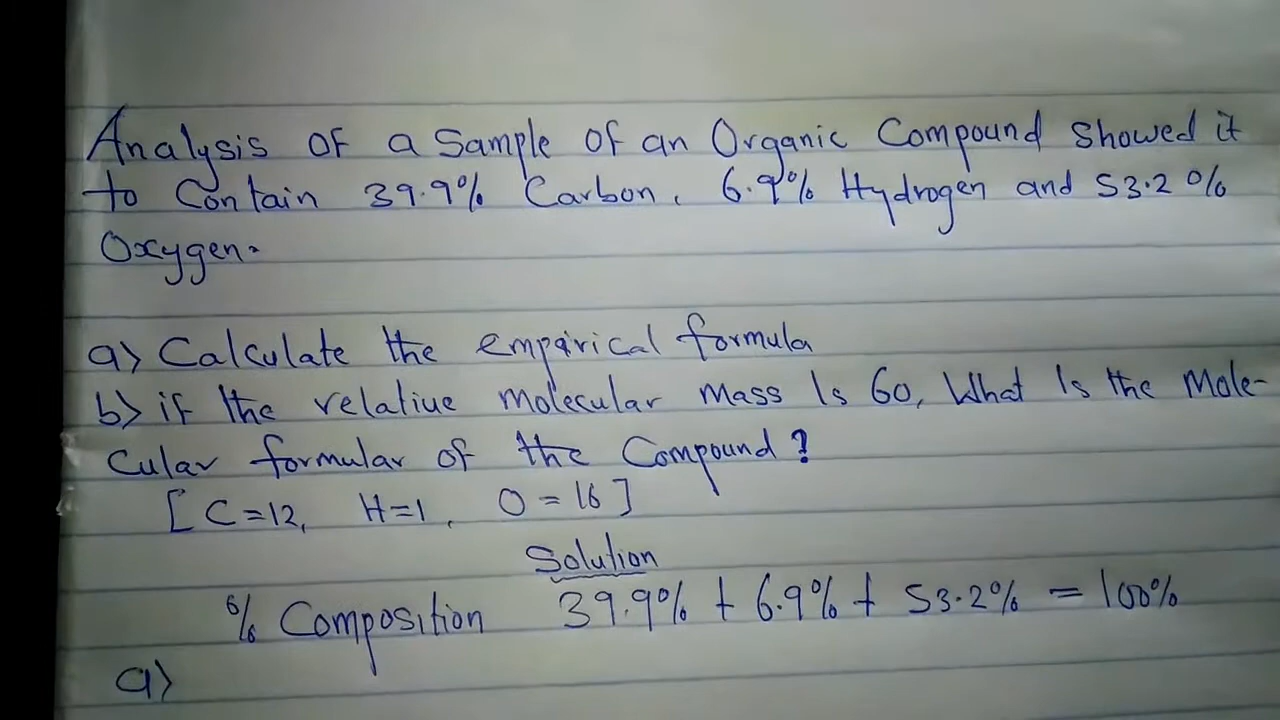 Analysis of a Sample of an Organic Compound Showed it
to Contain 39.9% Carbon, 6.9% Hydrogen and 53.2%
Oxygen.
a) Calculate the empirical formula
b) if the relative molecular mass Is 60, What Is the Mole-
Cular formular of the Compound?
[C=12, H=1, O=16]
Solution
% Composition 39.9% + 6.9% + 53.2% = 100%
a)